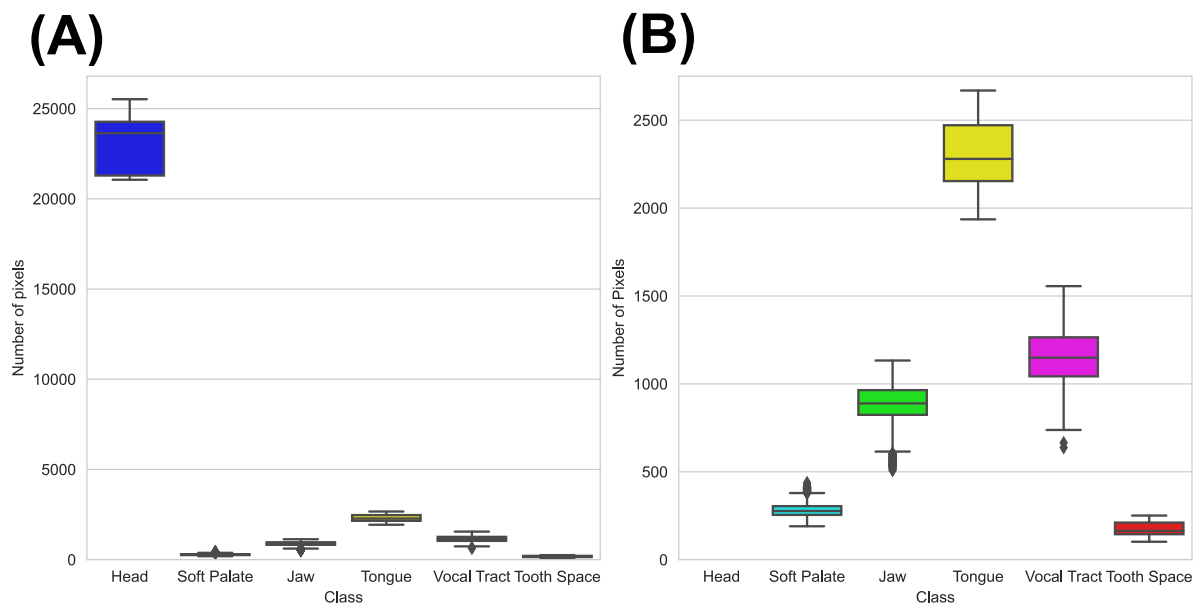 (A)
Number of pixels
25000
20000
15000
10000
5000
0
Head Soft Palate Jaw Tongue Vocal Tract Tooth Space
Class
(B)
Number of Pixels
2500
2000
1500
1000
500
0
Head Soft Palate Jaw Tongue Vocal Tract Tooth Space
Class